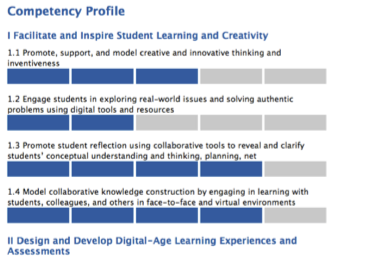 Competency Profile
I Facilitate and Inspire Student Learning and Creativity
1.1 Promote, support, and model creative and innovative thinking and
inventiveness
1.2 Engage students in exploring real-world issues and solving authentic
problems using digital tools and resources
1.3 Promote student reflection using collaborative tools to reveal and clarify
students' conceptual understanding and thinking, planning, net
1.4 Model collaborative knowledge construction by engaging in learning with
students, colleagues, and others in face-to-face and virtual environments
II Design and Develop Digital-Age Learning Experiences and
Assessments